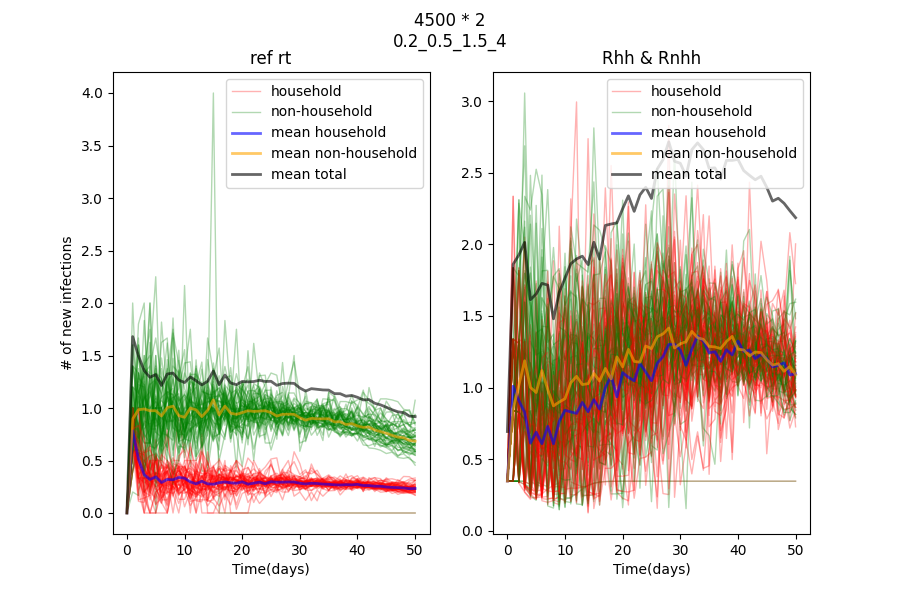 4500 * 2
0.2_0.5_1.5_4
ref rt
Rhh & Rnhh
household
non-household
mean household
mean non-household
mean total
household
non-household
mean household
mean non-household
mean total
# of new infections
4.0
3.5
3.0
2.5
2.0
1.5
1.0
0.5
0.0
0 10 20 30 40 50
Time(days)
3.0
2.5
2.0
1.5
1.0
0.5
0.0
0 10 20 30 40 50
Time(days)